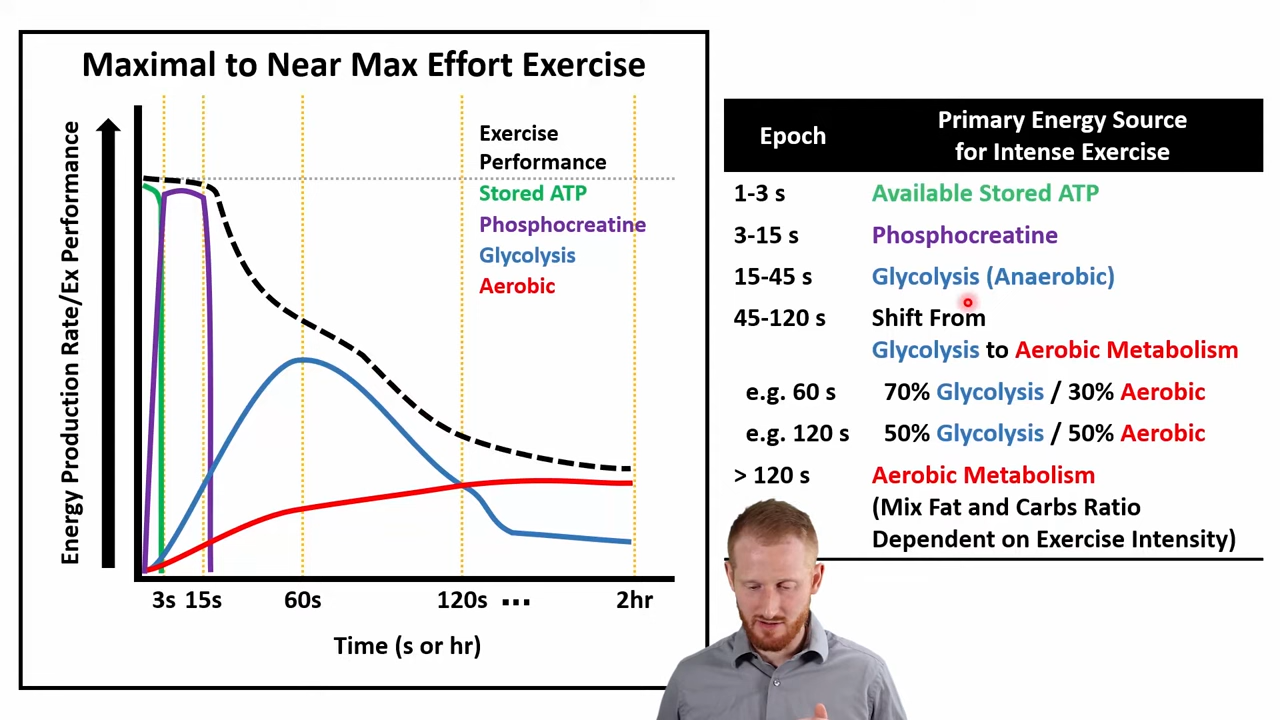 Maximal to Near Max Effort Exercise
Energy Production Rate/Ex Performance
Exercise
Performance
Stored ATP
Phosphocreatine
Glycolysis
Aerobic
3s 15s 60s 120s ... 2hr
Time (s or hr)
Epoch
Primary Energy Source
for Intense Exercise
1-3 s Available Stored ATP
3-15 s Phosphocreatine
15-45 s Glycolysis (Anaerobic)
45-120 s Shift From
Glycolysis to Aerobic Metabolism
e.g. 60 s 70% Glycolysis / 30% Aerobic
e.g. 120 s 50% Glycolysis / 50% Aerobic
> 120 s Aerobic Metabolism
(Mix Fat and Carbs Ratio
Dependent on Exercise Intensity)